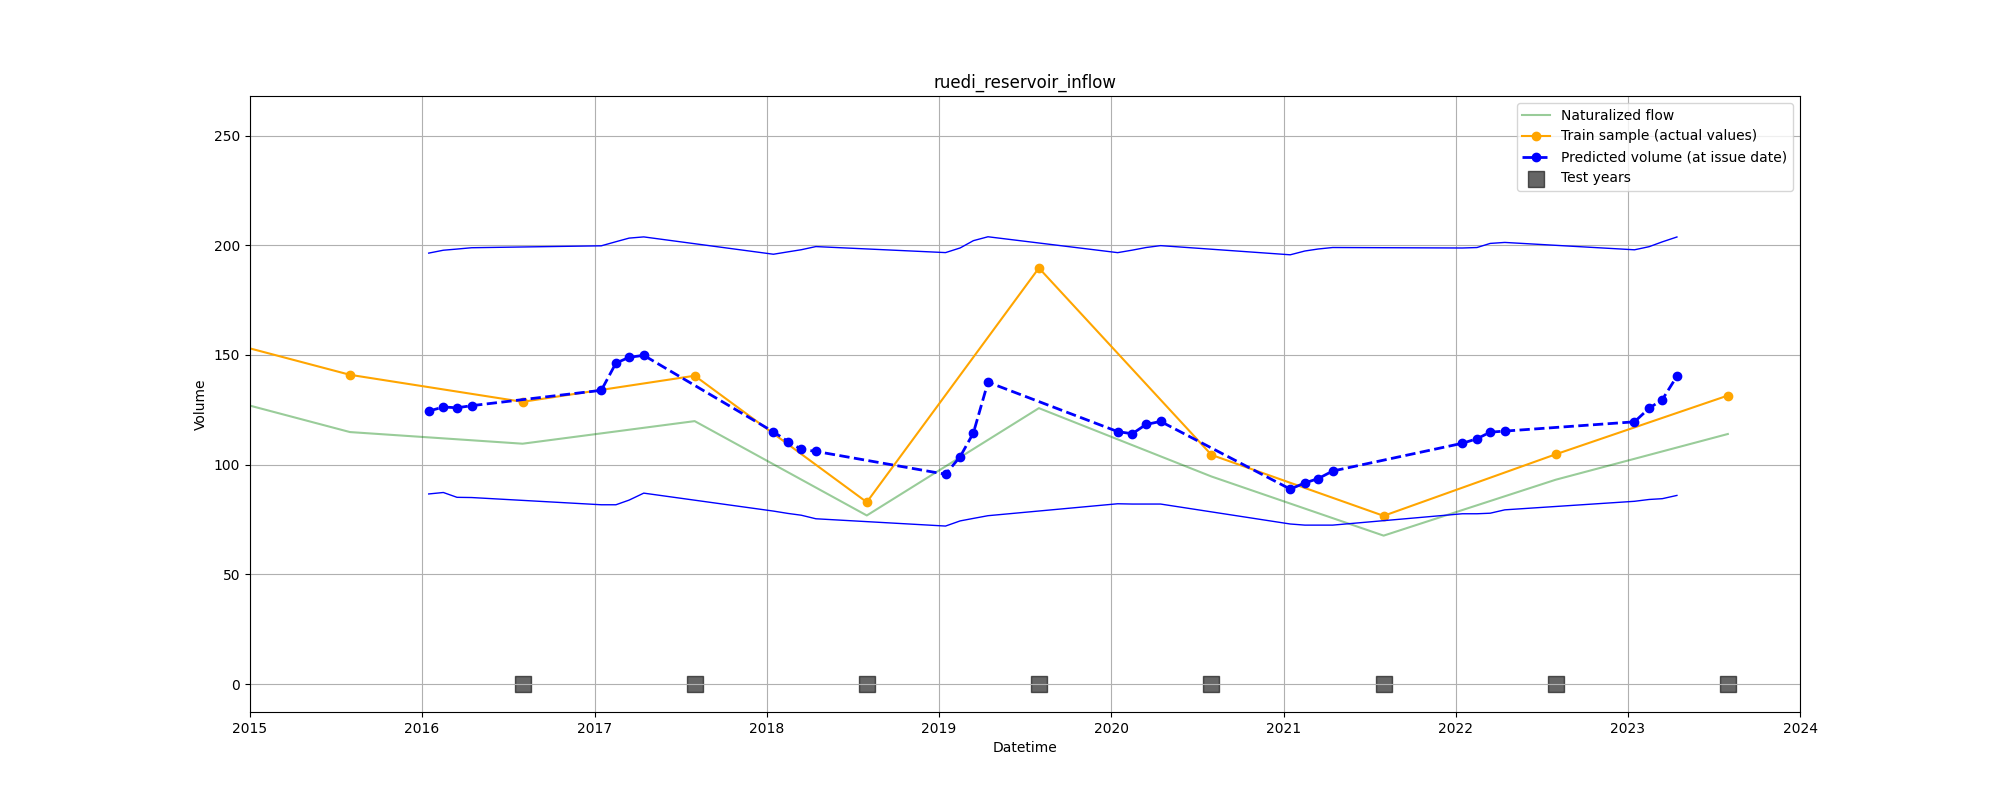 ruedi_reservoir_inflow
Naturalized flow
Train sample (actual values)
Predicted volume (at issue date)
Test years
250
200
150
100
50
0
Volume
2015 2016 2017 2018 2019 2020 2021 2022 2023 2024
Datetime